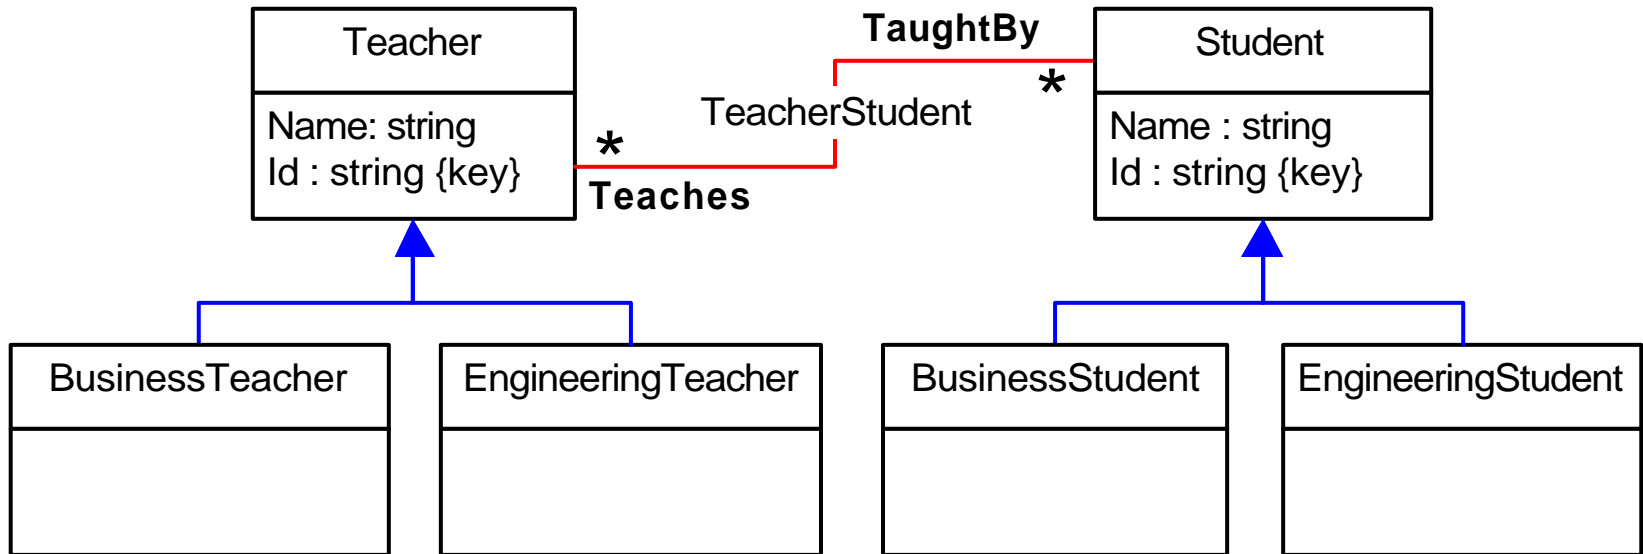 Teacher
Name: string
Id : string {key}
TaughtBy
*
TeacherStudent
*
Teaches
Student
Name : string
Id : string {key}
BusinessTeacher
EngineeringTeacher
BusinessStudent
EngineeringStudent